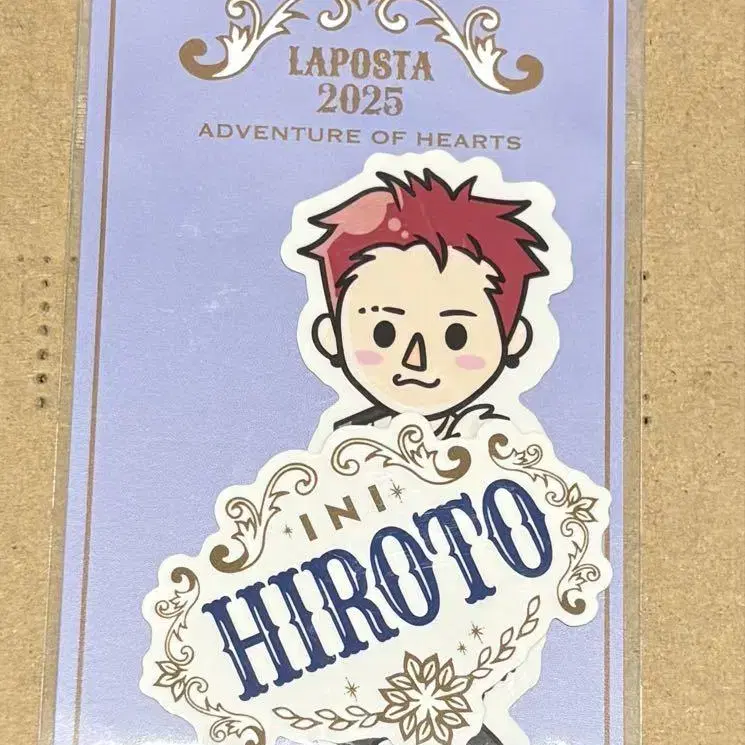 LAPOSTA
2025
ADVENTURE OF HEARTS
INI
HIROTO